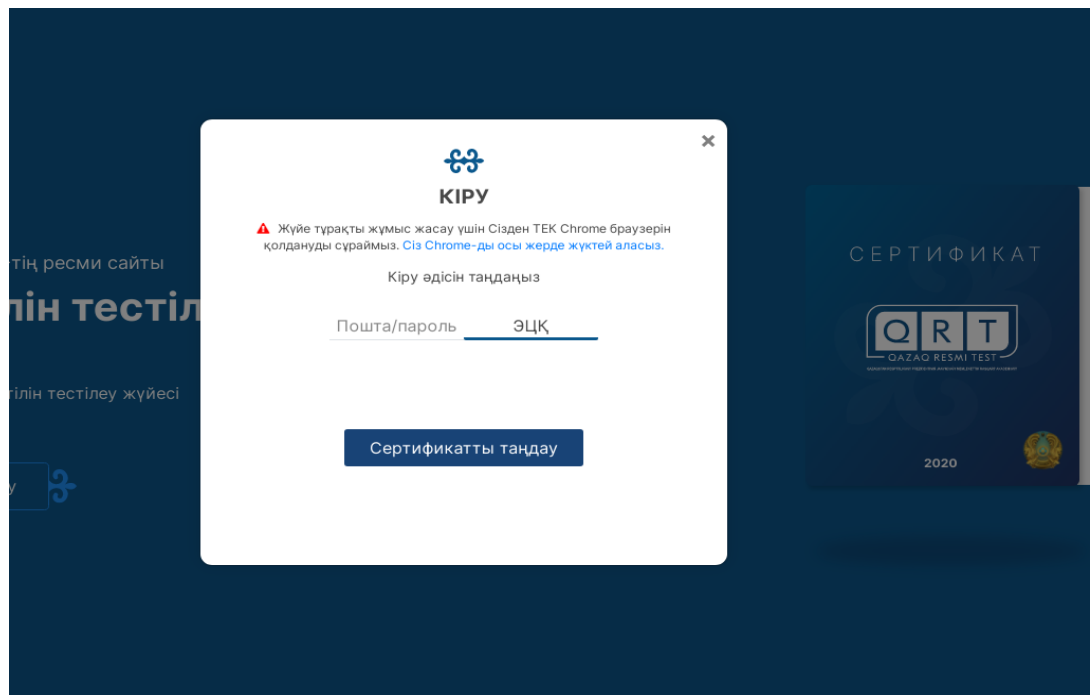 КІРУ
Жүйе тұрақты жұмыс жасау үшін Сізден ТЕК Chrome браузерін
қолдануды сұраймыз. Сіз Chrome-ды осы жерде жүктей аласыз.
Кіру әдісін таңдаңыз
Пошта/пароль ЭЦҚ
Сертификатты таңдау
тің ресми сайты
лін тестіл
тілін тестілеу жүйесі
у
СЕРТИФИКАТ
QRT
QAZAQ RESMI TEST
2020